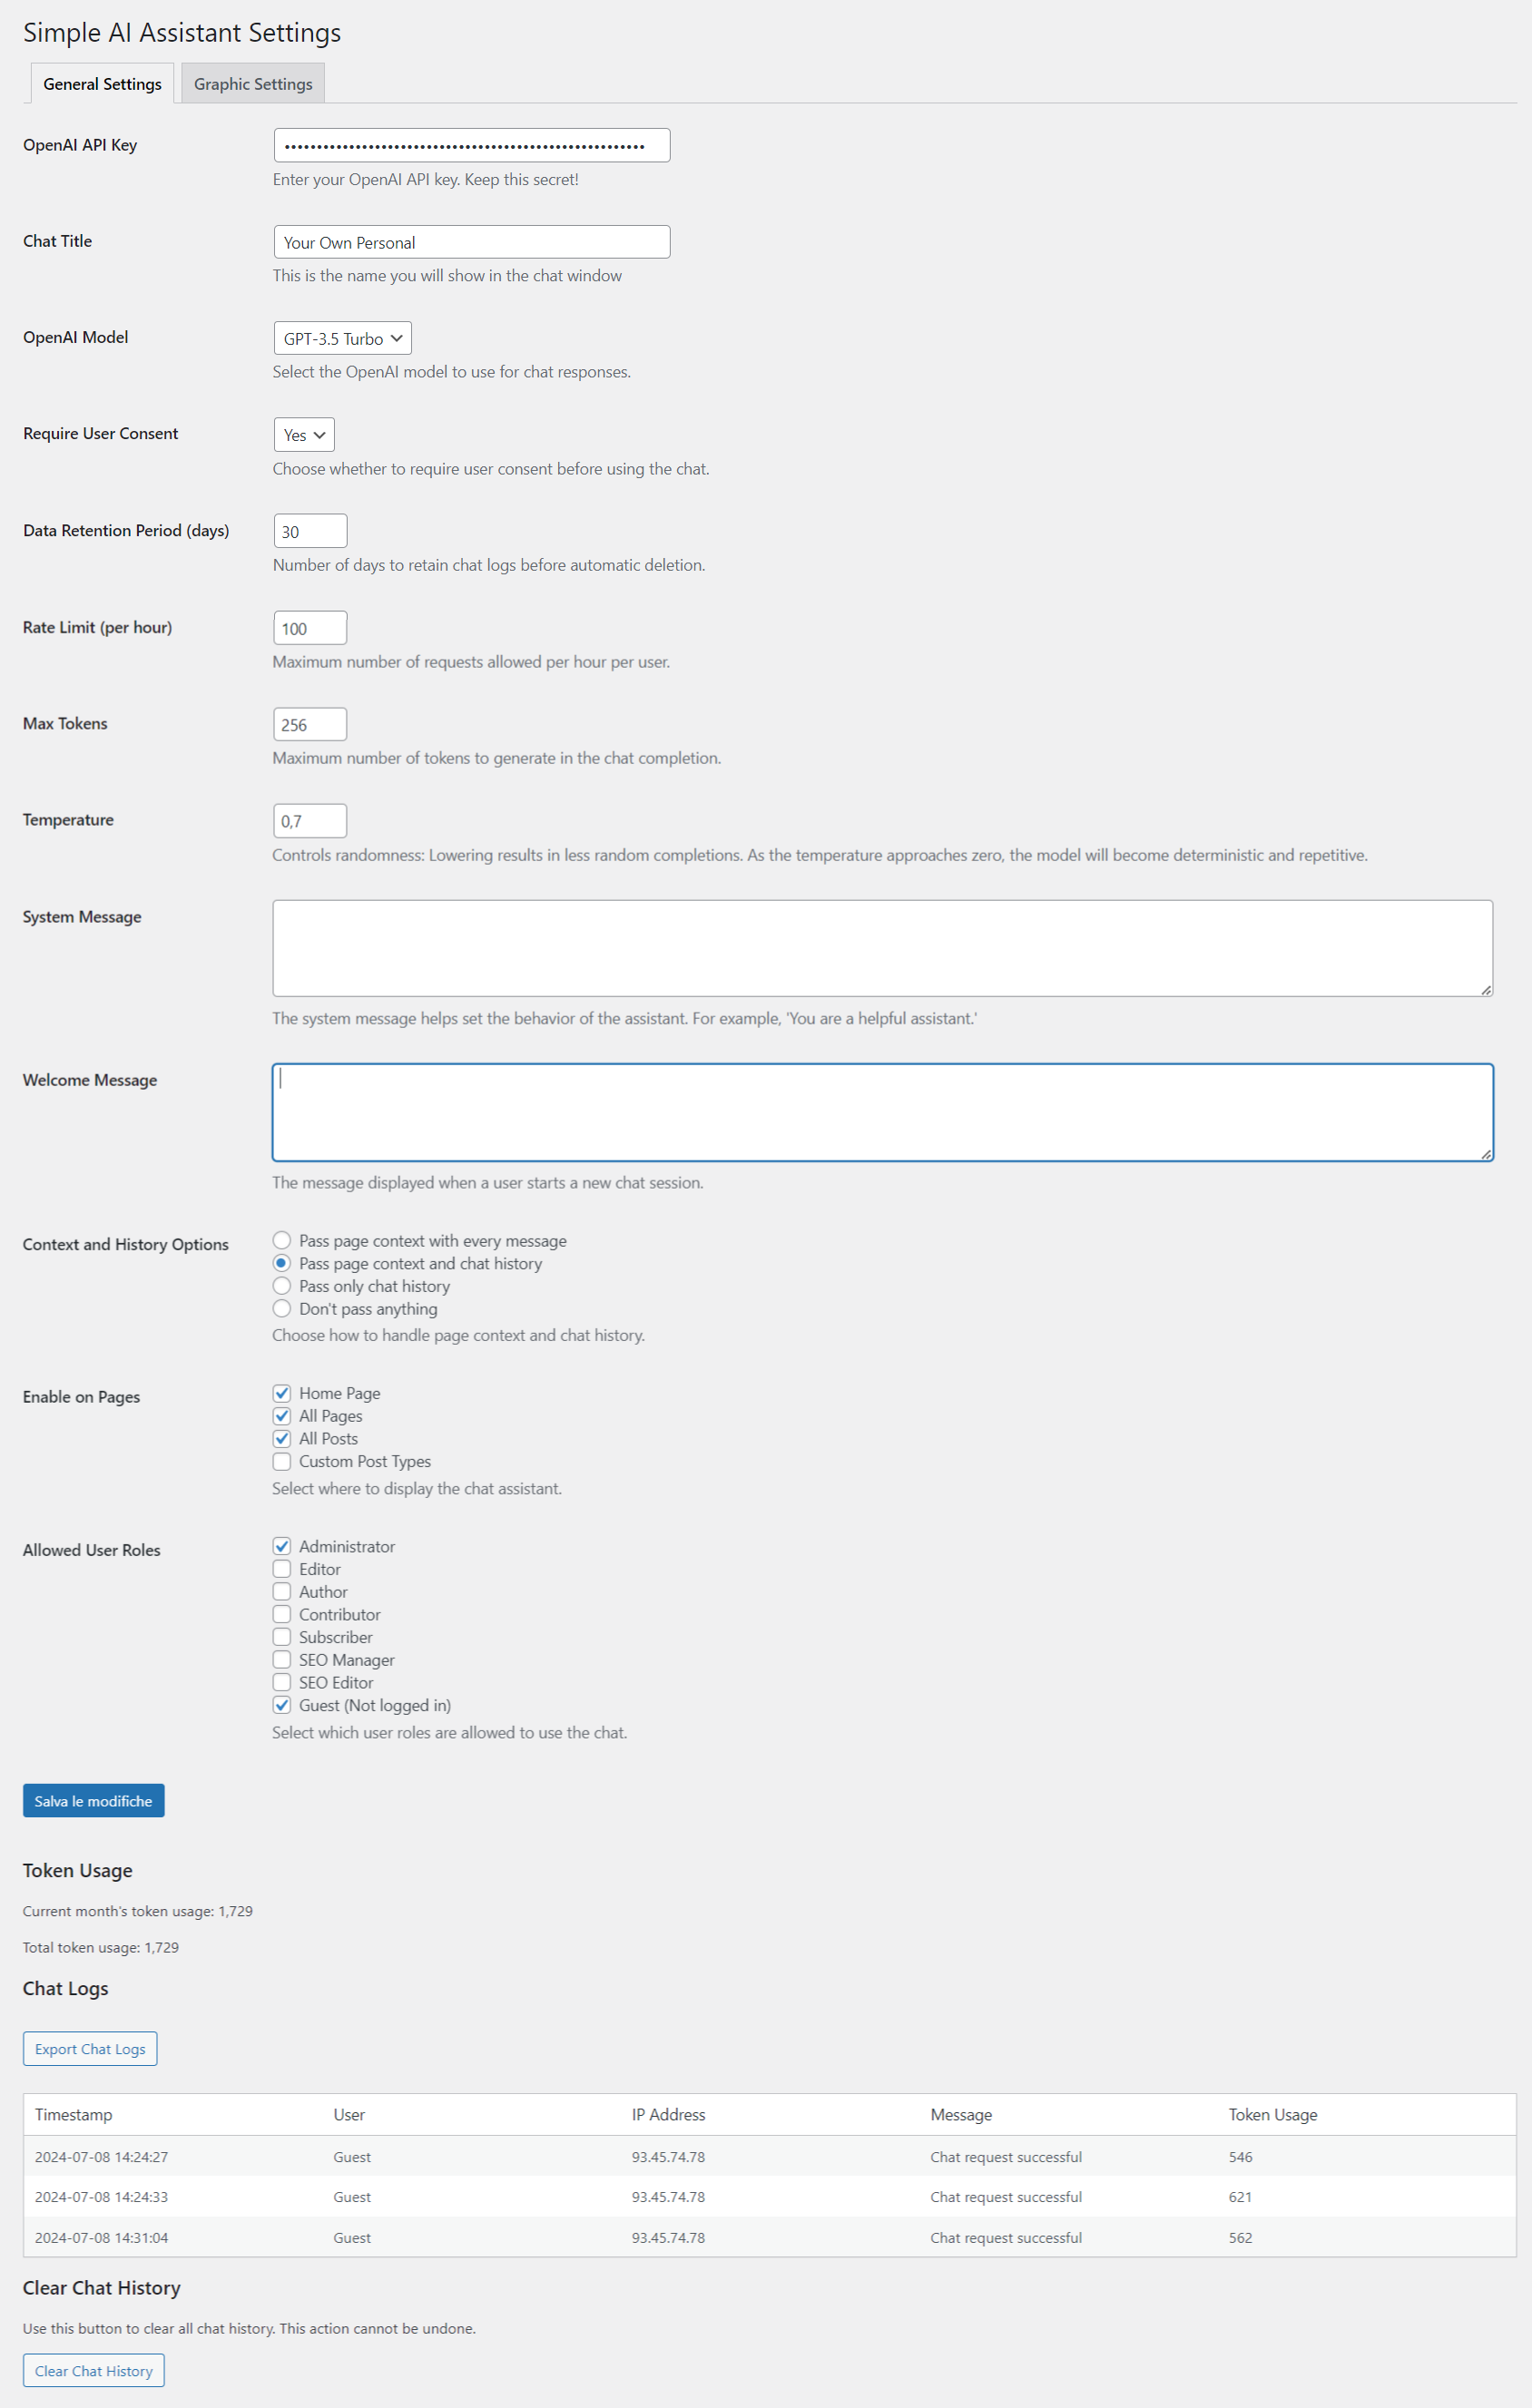 Simple AI Assistant Settings
General Settings Graphic Settings
OpenAI API Key
••••••••••••••••••••••••••••••••••••••••••••••••••••••••
Enter your OpenAI API key. Keep this secret!
Chat Title
Your Own Personal
This is the name you will show in the chat window
OpenAI Model
GPT-3.5 Turbo
Select the OpenAI model to use for chat responses.
Require User Consent
Yes
Choose whether to require user consent before using the chat.
Data Retention Period (days)
30
Number of days to retain chat logs before automatic deletion.
Rate Limit (per hour)
100
Maximum number of requests allowed per hour per user.
Max Tokens
256
Maximum number of tokens to generate in the chat completion.
Temperature
0,7
Controls randomness: Lowering results in less random completions. As the temperature approaches zero, the model will become deterministic and repetitive.
System Message
The system message helps set the behavior of the assistant. For example, 'You are a helpful assistant.'
Welcome Message
The message displayed when a user starts a new chat session.
Context and History Options
Pass page context with every message
Pass page context and chat history
Pass only chat history
Don't pass anything
Choose how to handle page context and chat history.
Enable on Pages
Home Page
All Pages
All Posts
Custom Post Types
Select where to display the chat assistant.
Allowed User Roles
Administrator
Editor
Author
Contributor
Subscriber
SEO Manager
SEO Editor
Guest (Not logged in)
Select which user roles are allowed to use the chat.
Salva le modifiche
Token Usage
Current month's token usage: 1,729
Total token usage: 1,729
Chat Logs
Export Chat Logs
Timestamp User IP Address Message Token Usage
2024-07-08 14:24:27 Guest 93.45.74.78 Chat request successful 546
2024-07-08 14:24:33 Guest 93.45.74.78 Chat request successful 621
2024-07-08 14:31:04 Guest 93.45.74.78 Chat request successful 562
Clear Chat History
Use this button to clear all chat history. This action cannot be undone.
Clear Chat History